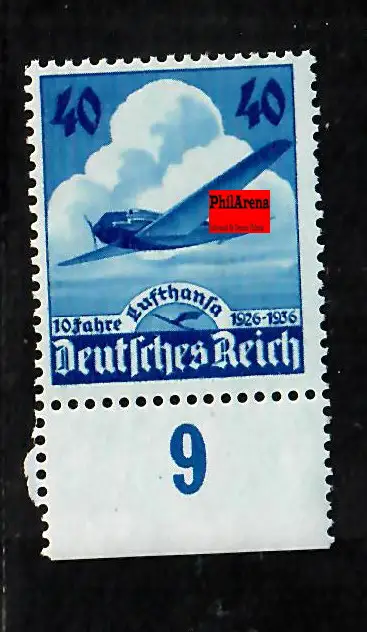 40 40
PhilArena
Lufthansa
10 Jahre 1926-1936
Deutsches Reich
9